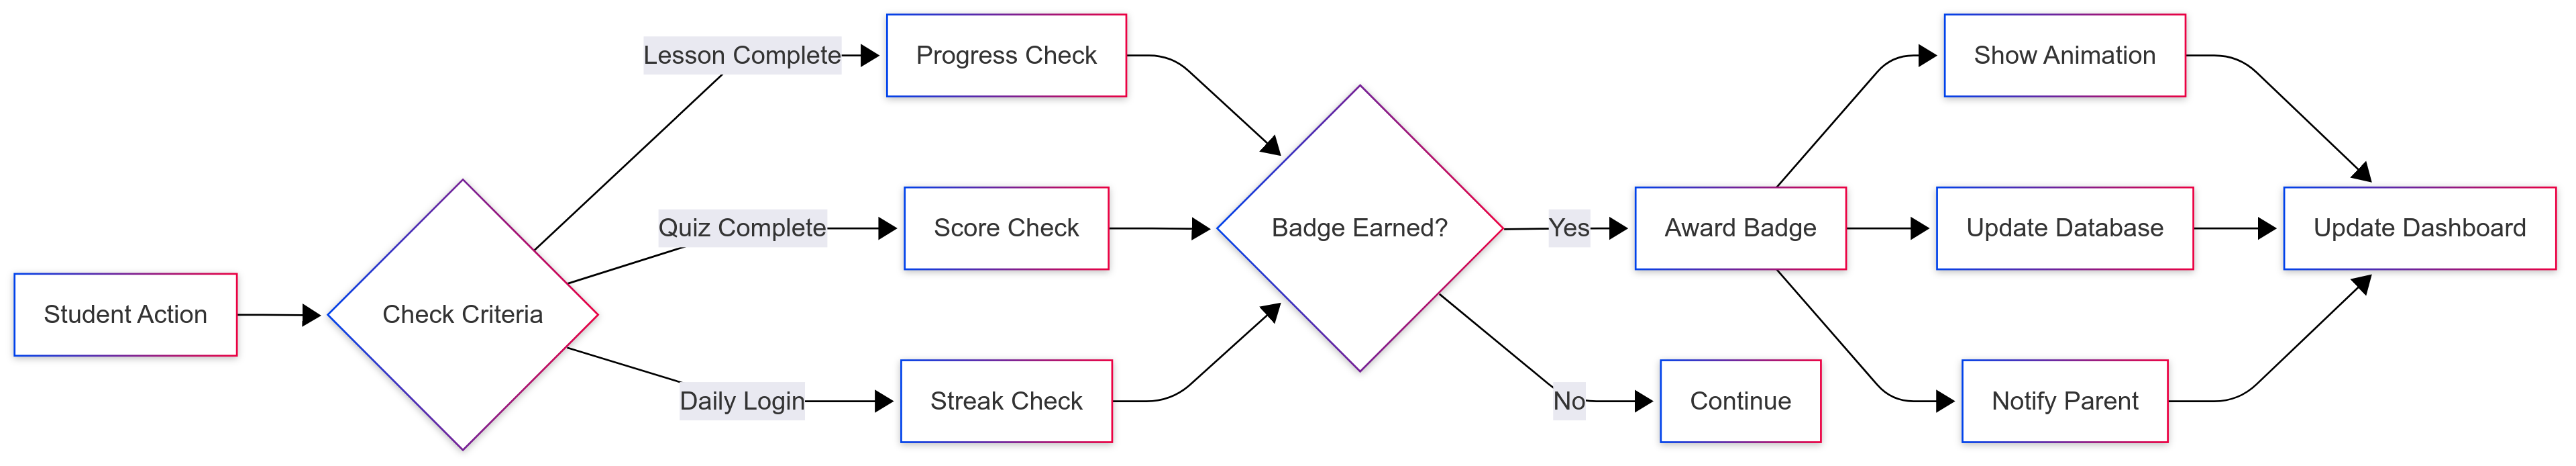 Student Action
Check Criteria
Lesson Complete
Quiz Complete
Daily Login
Progress Check
Score Check
Streak Check
Badge Earned?
Yes
No
Award Badge
Continue
Show Animation
Update Database
Notify Parent
Update Dashboard